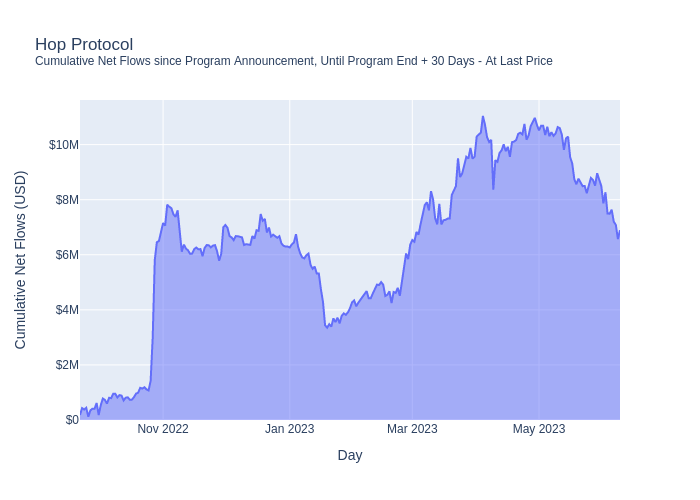 Hop Protocol
Cumulative Net Flows since Program Announcement, Until Program End + 30 Days - At Last Price
Cumulative Net Flows (USD)
$10M
$8M
$6M
$4M
$2M
$0
Nov 2022
Jan 2023
Mar 2023
May 2023
Day